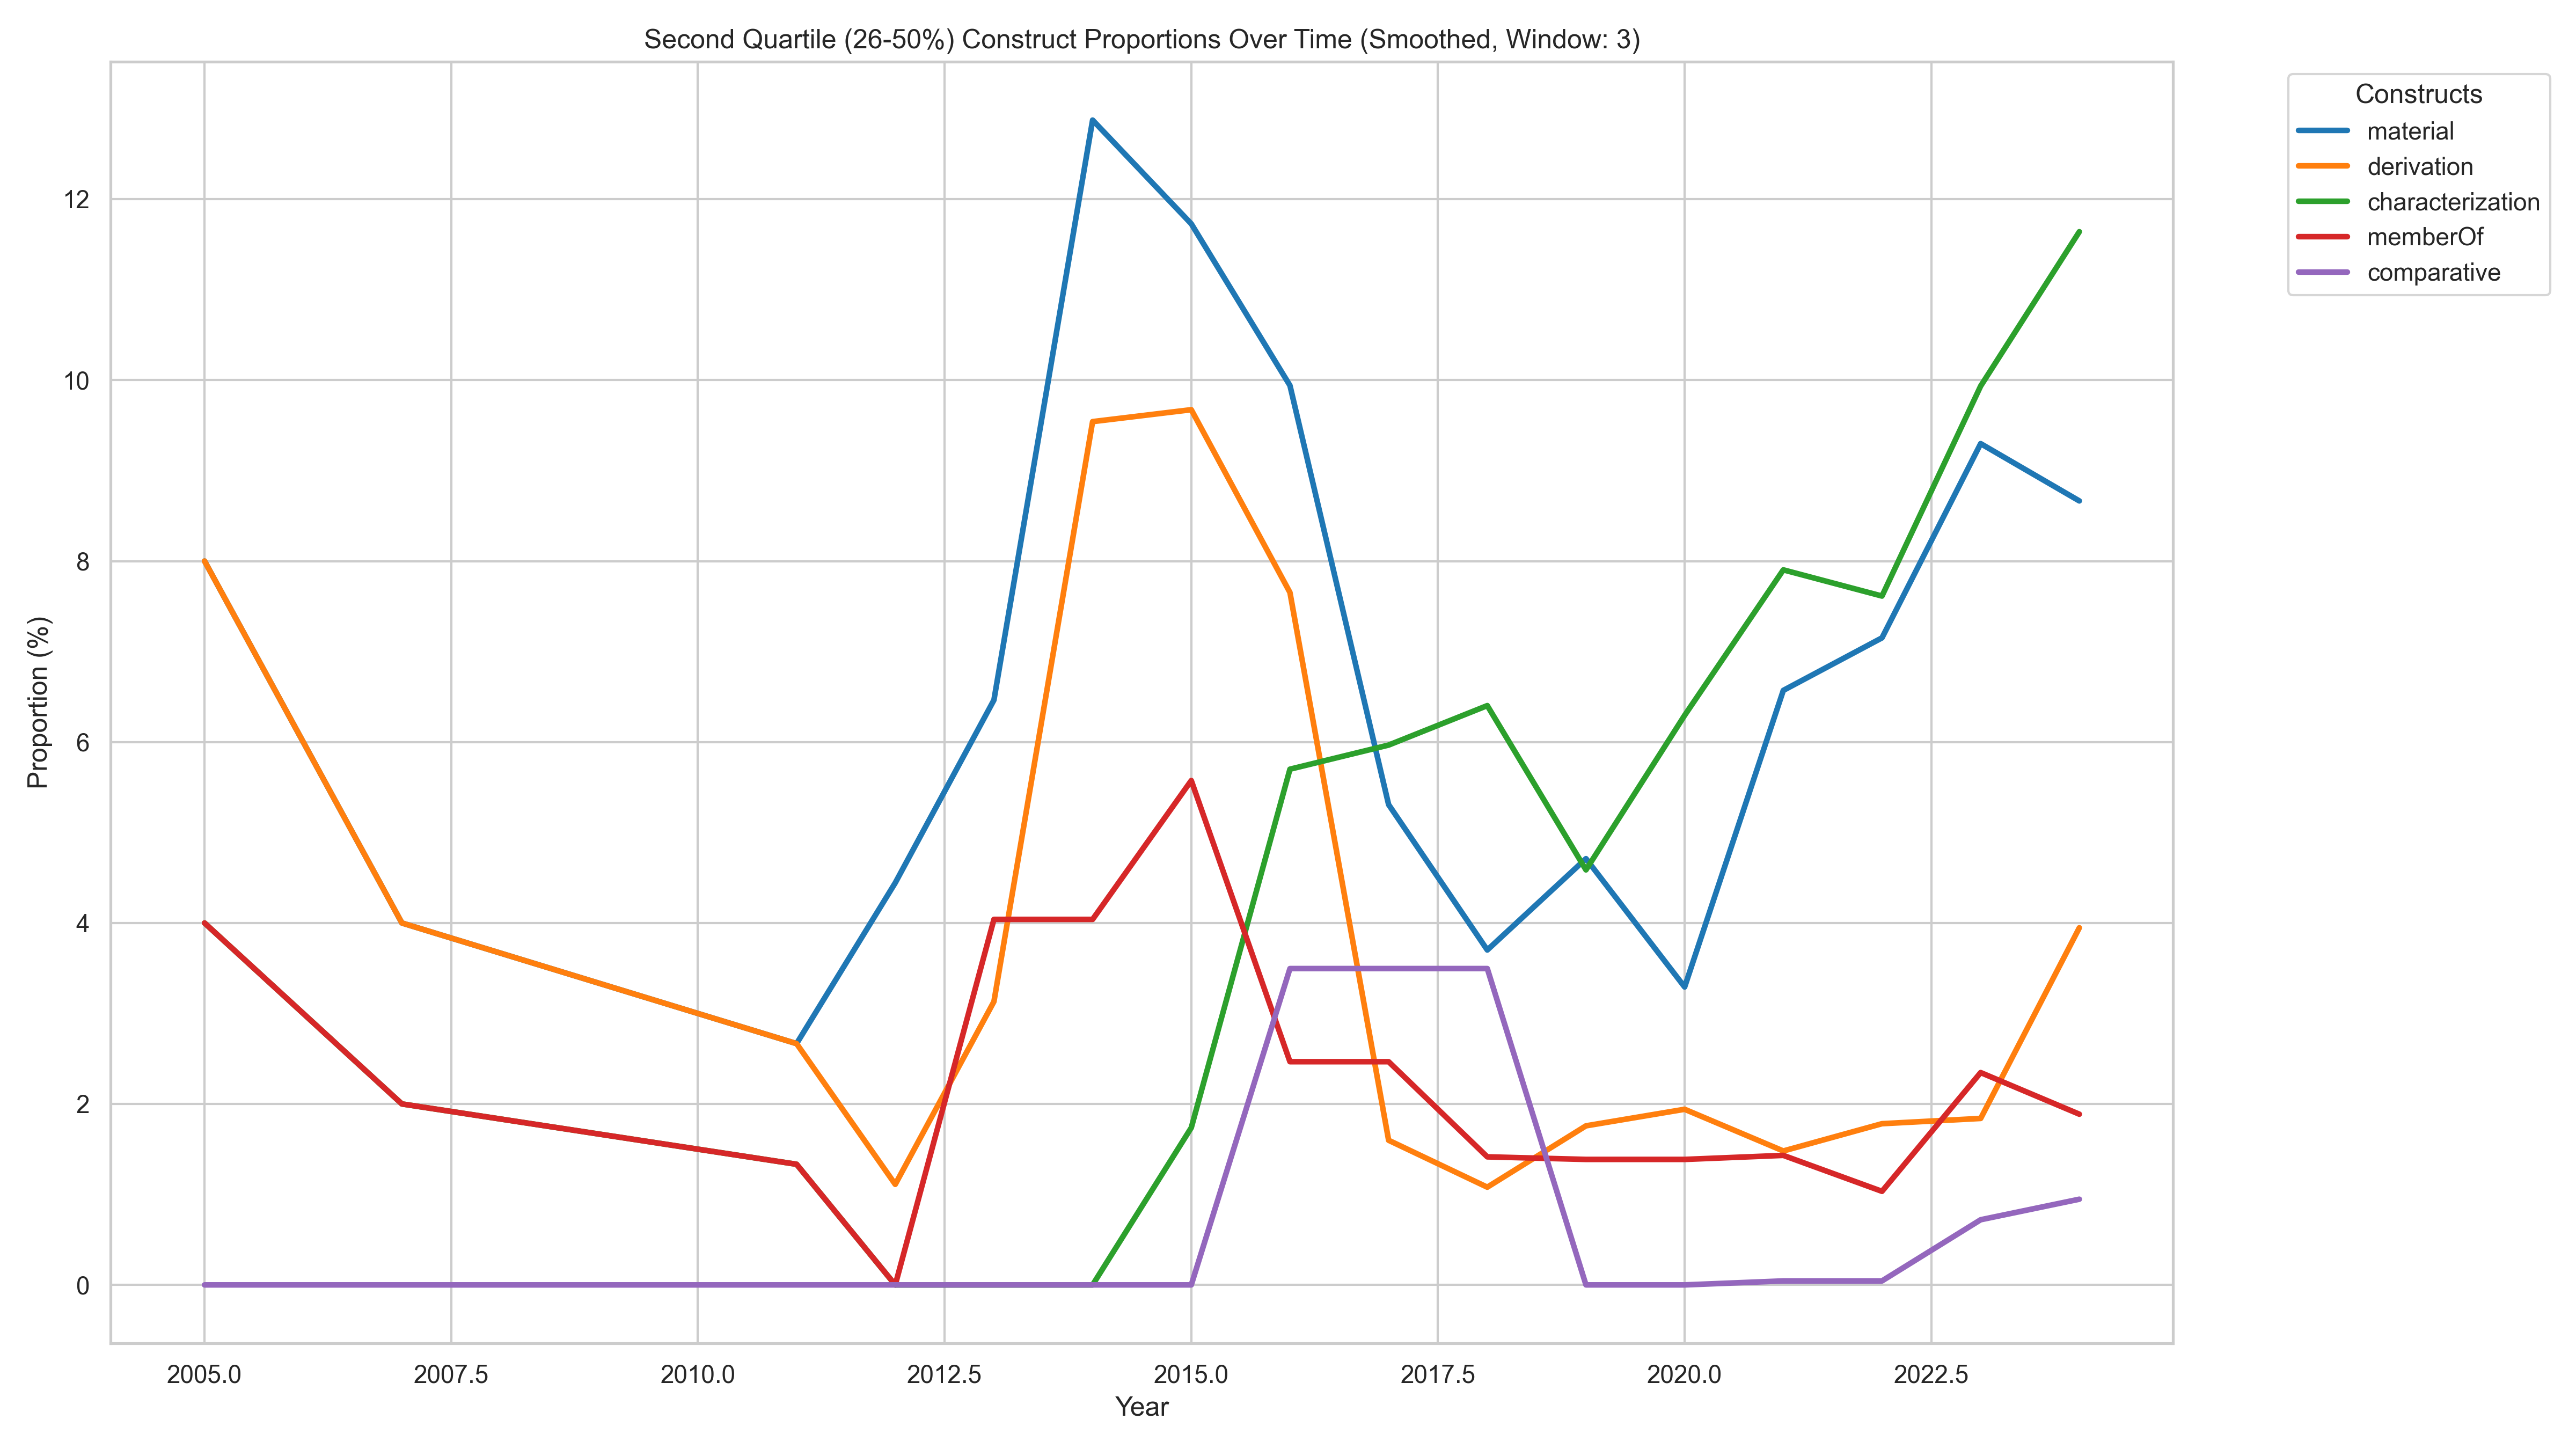 Second Quartile (26-50%) Construct Proportions Over Time (Smoothed, Window: 3)
Constructs
material
derivation
characterization
memberOf
comparative
Proportion (%)
12
10
8
6
4
2
0
2005.0 2007.5 2010.0 2012.5 2015.0 2017.5 2020.0 2022.5
Year